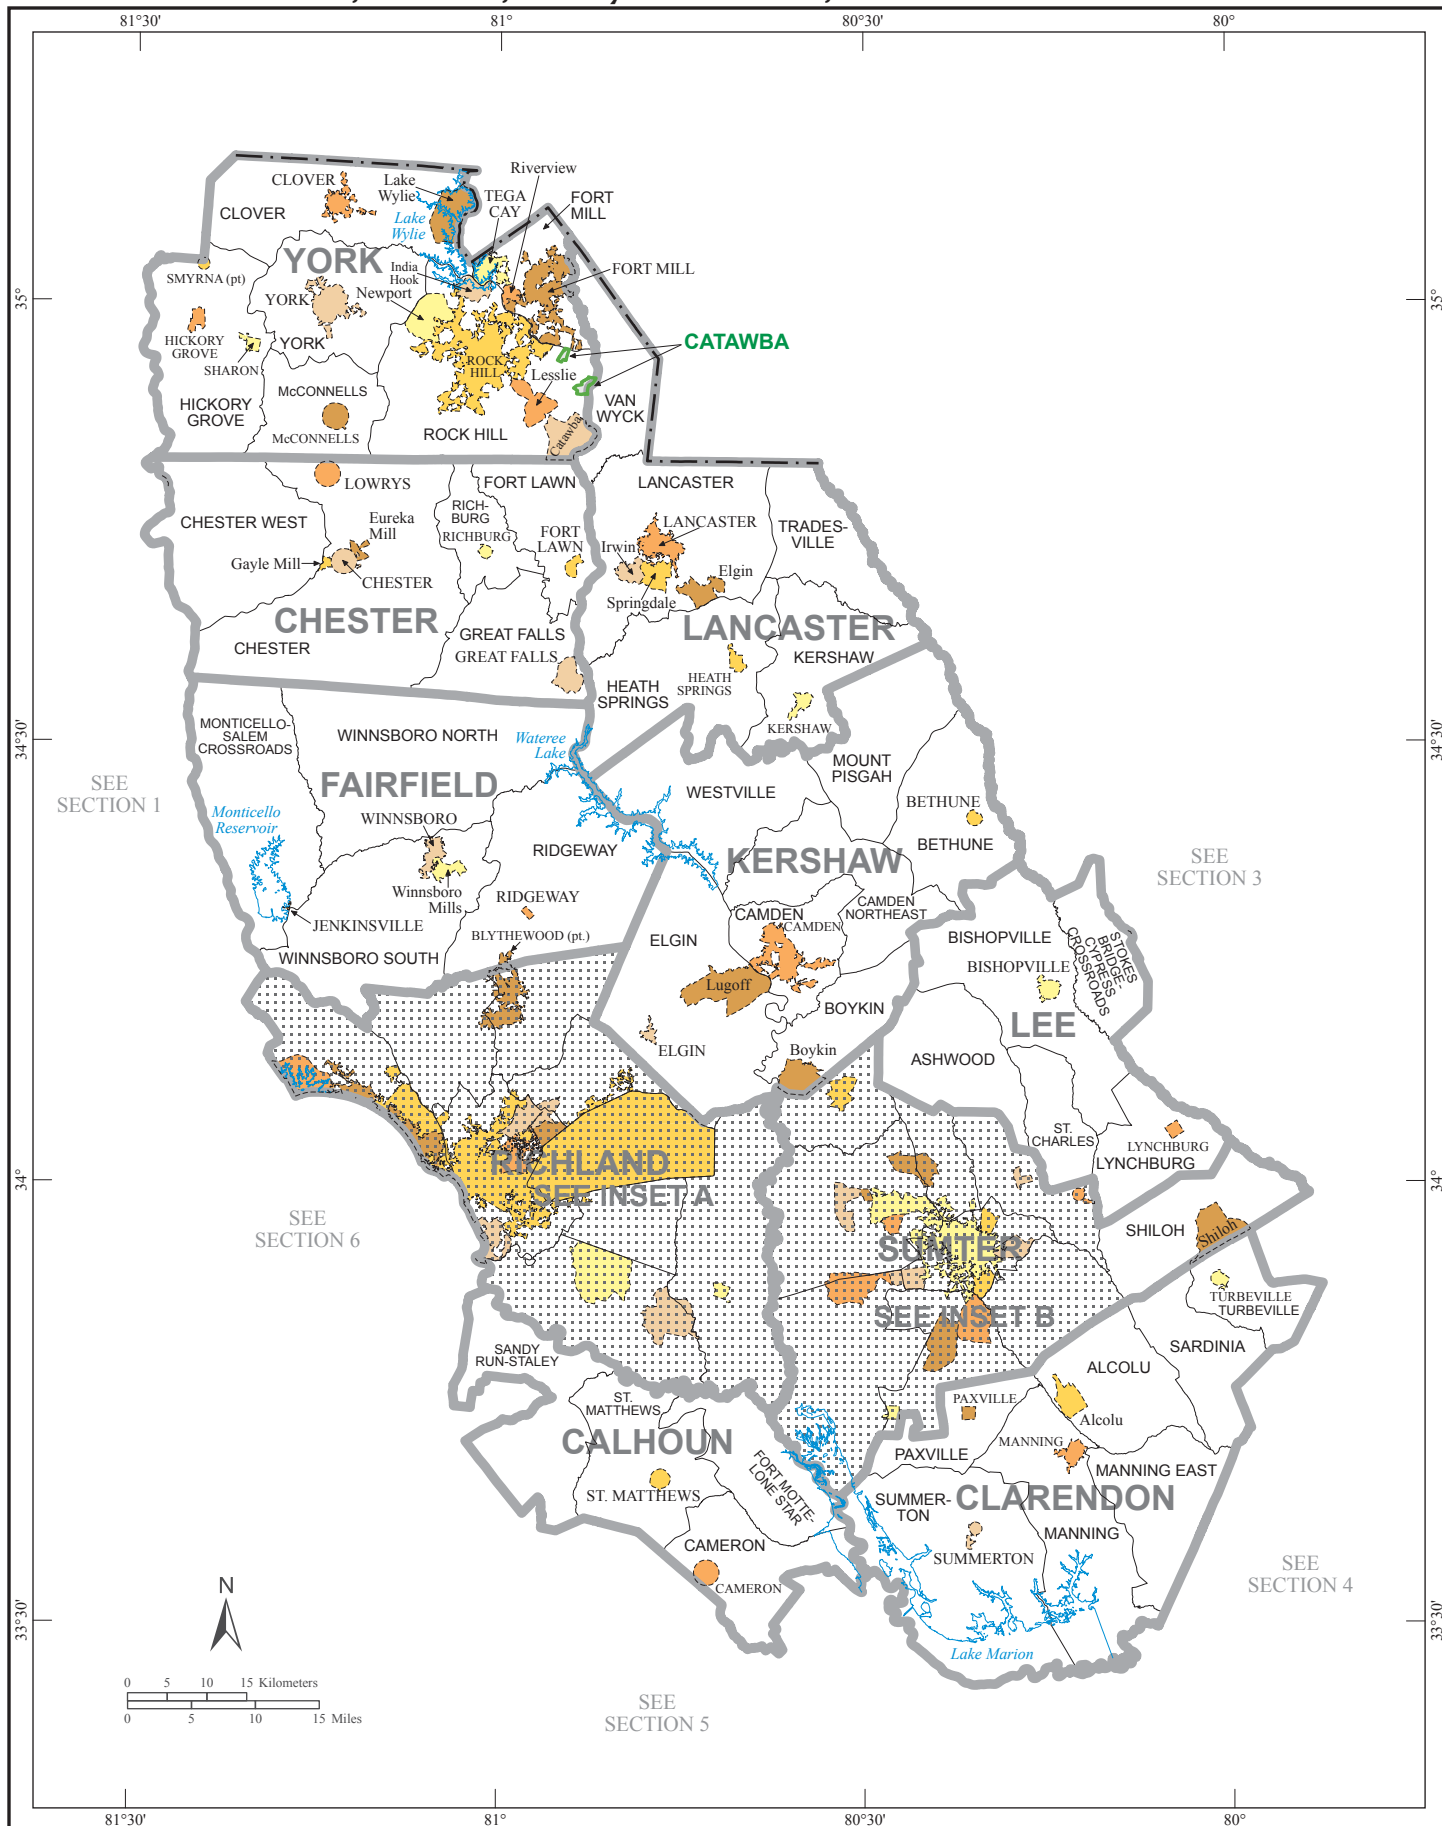 81°30'
81°
80°30'
80°
Riverview
CLOVER
Lake
Wylie
TEGA
CAY
FORT
MILL
CLOVER
Lake
Wylie
YORK
India
Hook
FORT MILL
SMYRNA (pt)
YORK
Newport
35°
35°
HICKORY
GROVE
YORK
SHARON
ROCK
HILL
CATAWBA
Lesslie
McCONNELLS
HICKORY
GROVE
VAN
WYCK
McCONNELLS
ROCK HILL
Catawba
LOWRYS
FORT LAWN
LANCASTER
CHESTER WEST
RICH-
BURG
Eureka
Mill
RICHBURG
FORT
LAWN
LANCASTER
TRADES-
VILLE
Irwin
Gayle Mill
CHESTER
Elgin
Springdale
CHESTER
LANCASTER
CHESTER
GREAT FALLS
GREAT FALLS
KERSHAW
HEATH
SPRINGS
HEATH
SPRINGS
KERSHAW
MONTICELLO-
SALEM
CROSSROADS
WINNSBORO NORTH
Wateree
Lake
34°30'
34°30'
MOUNT
PISGAH
SEE
SECTION 1
FAIRFIELD
WESTVILLE
BETHUNE
Monticello
Reservoir
WINNSBORO
RIDGEWAY
KERSHAW
BETHUNE
SEE
SECTION 3
Winnsboro
Mills
RIDGEWAY
CAMDEN
NORTHEAST
CAMDEN
CAMDEN
JENKINSVILLE
BLYTHEWOOD (pt.)
ELGIN
BISHOPVILLE
STOKES
BRIDGE-
CYPRESS
CROSSROADS
WINNSBORO SOUTH
BISHOPVILLE
Lugoff
BOYKIN
LEE
ELGIN
Boykin
ASHWOOD
ST.
CHARLES
LYNCHBURG
LYNCHBURG
RICHLAND
SEE INSET A
34°
34°
SEE
SECTION 6
SHILOH
Shiloh
SUMTER
SEE INSET B
TURBEVILLE
TURBEVILLE
SARDINIA
SANDY
RUN-STALEY
ALCOLU
ST.
MATTHEWS
PAXVILLE
Alcolu
CALHOUN
MANNING
PAXVILLE
FORT MOTTE-
LONE STAR
MANNING EAST
ST. MATTHEWS
SUMMER-
TON
CLARENDON
MANNING
CAMERON
SUMMERTON
CAMERON
SEE
SECTION 4
N
33°30'
33°30'
Lake Marion
0 5 10 15 Kilometers
0 5 10 15 Miles
SEE
SECTION 5
81°30'
81°
80°30'
80°